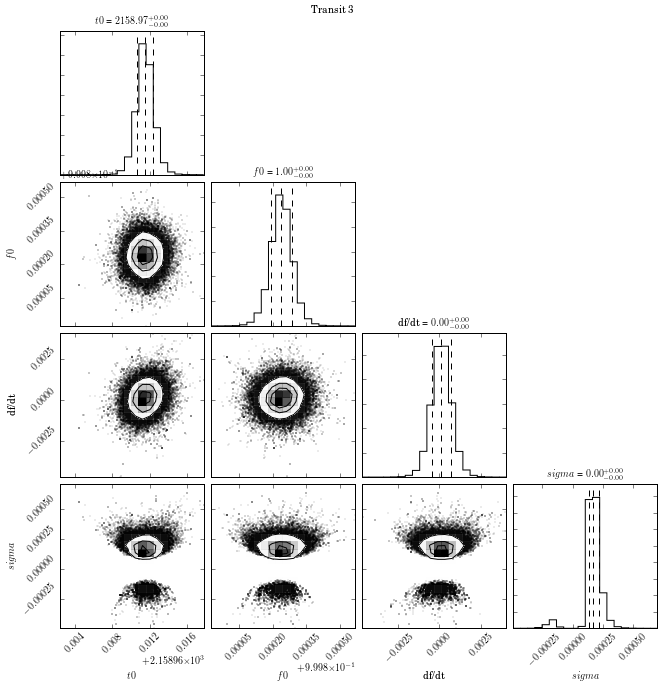 Transit 3
t0 = 2158.97 +0.00 −0.00
f0 = 1.00 +0.00 −0.00
f0
0.00050
0.00035
0.00020
0.00005
df/dt = 0.00 +0.00 −0.00
df/dt
0.0025
0.0000
−0.0025
sigma = 0.00 +0.00 −0.00
sigma
0.00050
0.00025
0.00000
−0.00025
0.004 0.008 0.012 0.016
0.00005 0.00020 0.00035 0.00050
−0.0025 0.0000 0.0025
−0.00025 0.00000 0.00025 0.00050
+2.15896×10³
+9.998×10⁻¹
t0 f0 df/dt sigma